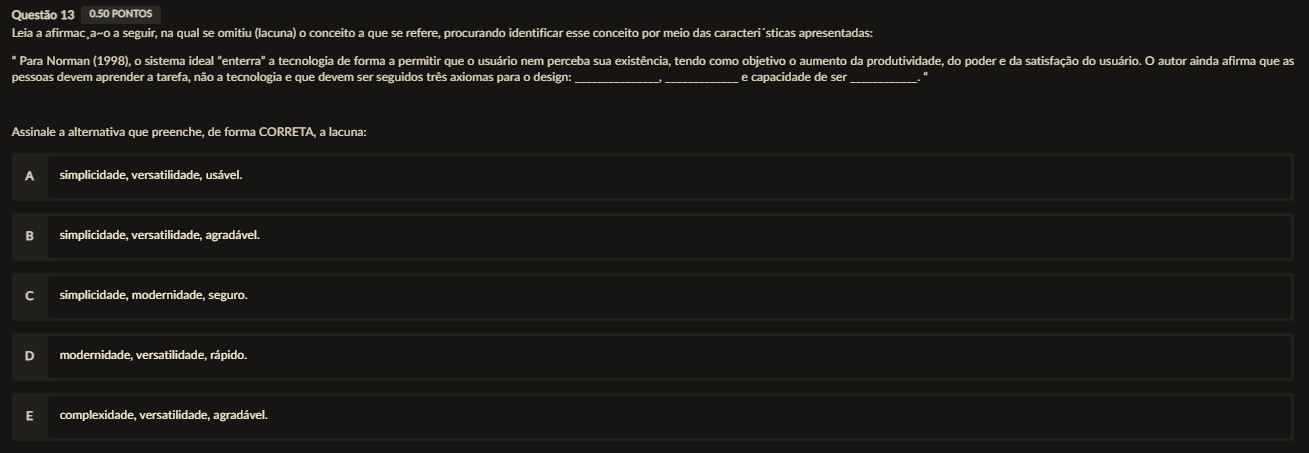 Questão 13 0.50 PONTOS
Leia a afirmac¸a~o a seguir, na qual se omitiu (lacuna) o conceito a que se refere, procurando identificar esse conceito por meio das caracteri´sticas apresentadas:
“ Para Norman (1998), o sistema ideal “enterra” a tecnologia de forma a permitir que o usuário nem perceba sua existência, tendo como objetivo o aumento da produtividade, do poder e da satisfação do usuário. O autor ainda afirma que as
pessoas devem aprender a tarefa, não a tecnologia e que devem ser seguidos três axiomas para o design: ______________, ____________ e capacidade de ser ___________. “
Assinale a alternativa que preenche, de forma CORRETA, a lacuna:
A simplicidade, versatilidade, usável.
B simplicidade, versatilidade, agradável.
C simplicidade, modernidade, seguro.
D modernidade, versatilidade, rápido.
E complexidade, versatilidade, agradável.